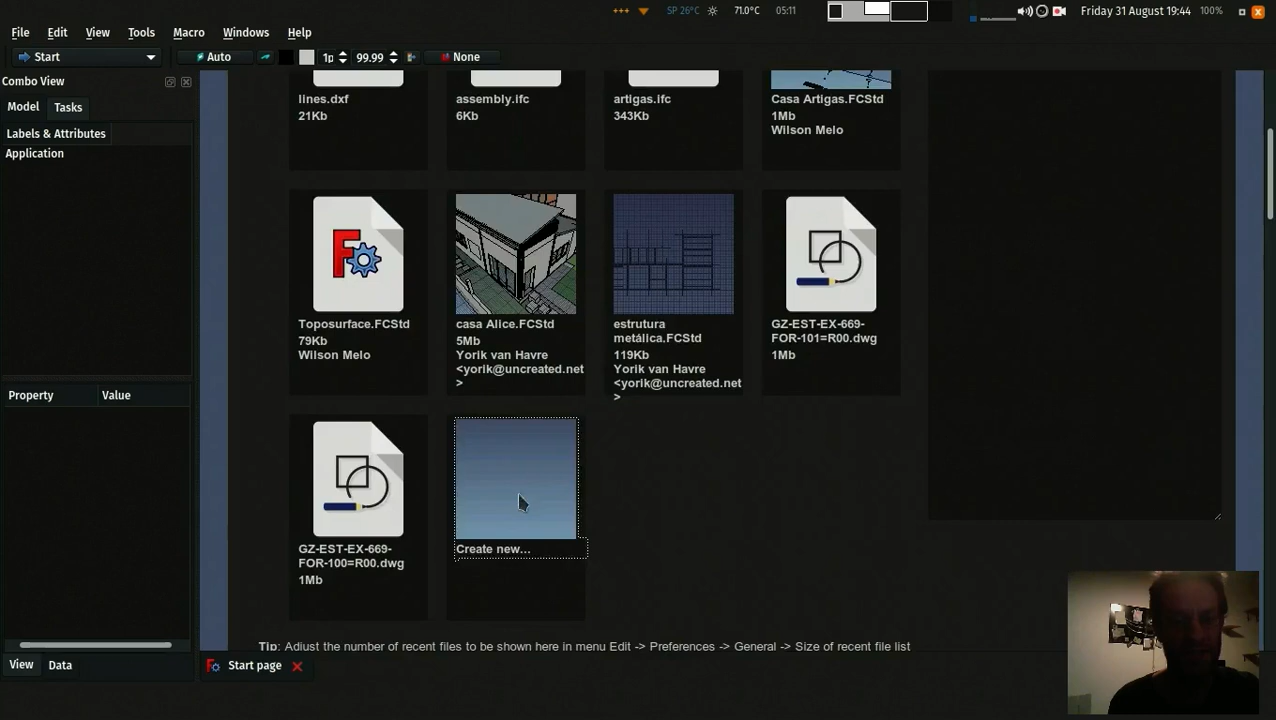 SP 26°C 71.0°C 05:11 Friday 31 August 19:44 100%
File Edit View Tools Macro Windows Help
Start Auto 1p 99.99 None
Combo View
Model Tasks
Labels & Attributes
Application
Property Value
View Data
lines.dxf
21Kb
assembly.ifc
6Kb
artigas.ifc
343Kb
Casa Artigas.FCStd
1Mb
Wilson Melo
Toposurface.FCStd
79Kb
Wilson Melo
casa Alice.FCStd
5Mb
Yorik van Havre
<yorik@uncreated.net
>
estrutura
metálica.FCStd
119Kb
Yorik van Havre
<yorik@uncreated.net
>
GZ-EST-EX-669-
FOR-101=R00.dwg
1Mb
GZ-EST-EX-669-
FOR-100=R00.dwg
1Mb
Create new...
Tip: Adjust the number of recent files to be shown here in menu Edit -> Preferences -> General -> Size of recent file list
Start page